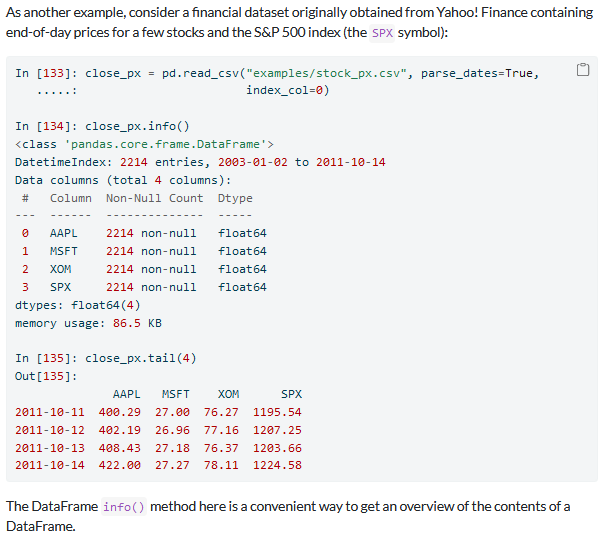 As another example, consider a financial dataset originally obtained from Yahoo! Finance containing
end-of-day prices for a few stocks and the S&P 500 index (the SPX symbol):
In [133]: close_px = pd.read_csv("examples/stock_px.csv", parse_dates=True,
   .....:                        index_col=0)
In [134]: close_px.info()
<class 'pandas.core.frame.DataFrame'>
DatetimeIndex: 2214 entries, 2003-01-02 to 2011-10-14
Data columns (total 4 columns):
 #   Column  Non-Null Count  Dtype
---  ------  --------------  -----
 0   AAPL    2214 non-null   float64
 1   MSFT    2214 non-null   float64
 2   XOM     2214 non-null   float64
 3   SPX     2214 non-null   float64
dtypes: float64(4)
memory usage: 86.5 KB
In [135]: close_px.tail(4)
Out[135]:
              AAPL   MSFT    XOM      SPX
2011-10-11  400.29  27.00  76.27  1195.54
2011-10-12  402.19  26.96  77.16  1207.25
2011-10-13  408.43  27.18  76.37  1203.66
2011-10-14  422.00  27.27  78.11  1224.58
The DataFrame info() method here is a convenient way to get an overview of the contents of a
DataFrame.